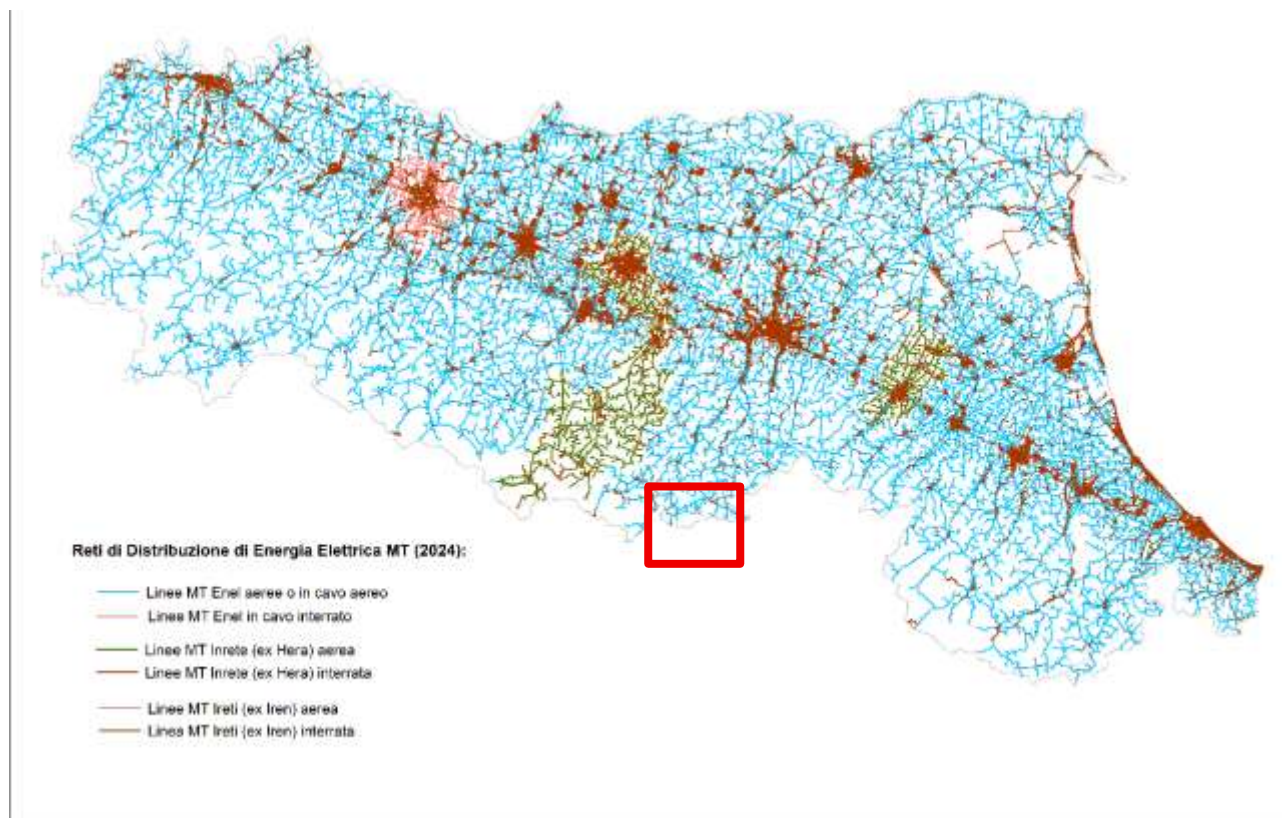 Reti di Distribuzione di Energia Elettrica MT (2024):
Linee MT Enel aeree o in cavo aereo
Linee MT Enel in cavo interrato
Linee MT Inrete (ex Hera) aerea
Linee MT Inrete (ex Hera) interrata
Linee MT Ireti (ex Iren) aerea
Linea MT Ireti (ex Iren) interrata